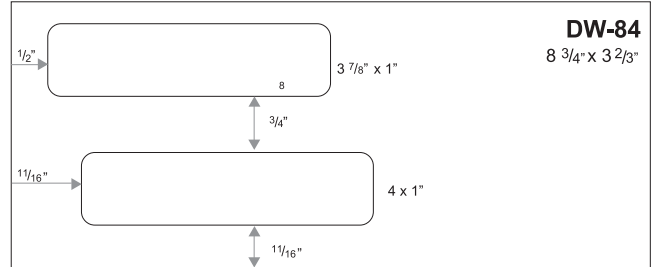 DW-84
8 3/4” x 3 2/3”
1/2”
3 7/8” x 1”
8
3/4”
11/16”
4 x 1”
11/16”